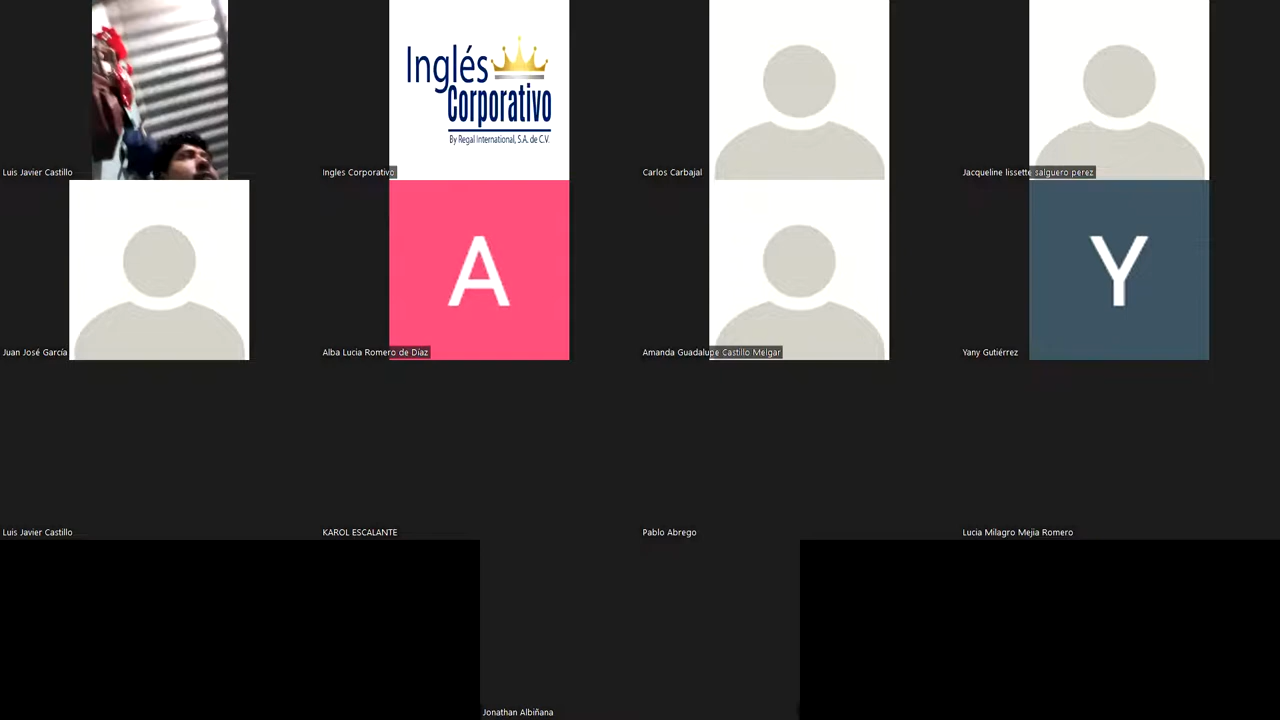 Inglés
Corporativo
By Regal International, S.A. de C.V.
Luis Javier Castillo
Ingles Corporativo
Carlos Carbajal
Jacqueline lissette salguero perez
A
Y
Juan José García
Alba Lucia Romero de Díaz
Amanda Guadalupe Castillo Melgar
Yany Gutiérrez
Luis Javier Castillo
KAROL ESCALANTE
Pablo Abrego
Lucia Milagro Mejia Romero
Jonathan Albiñana